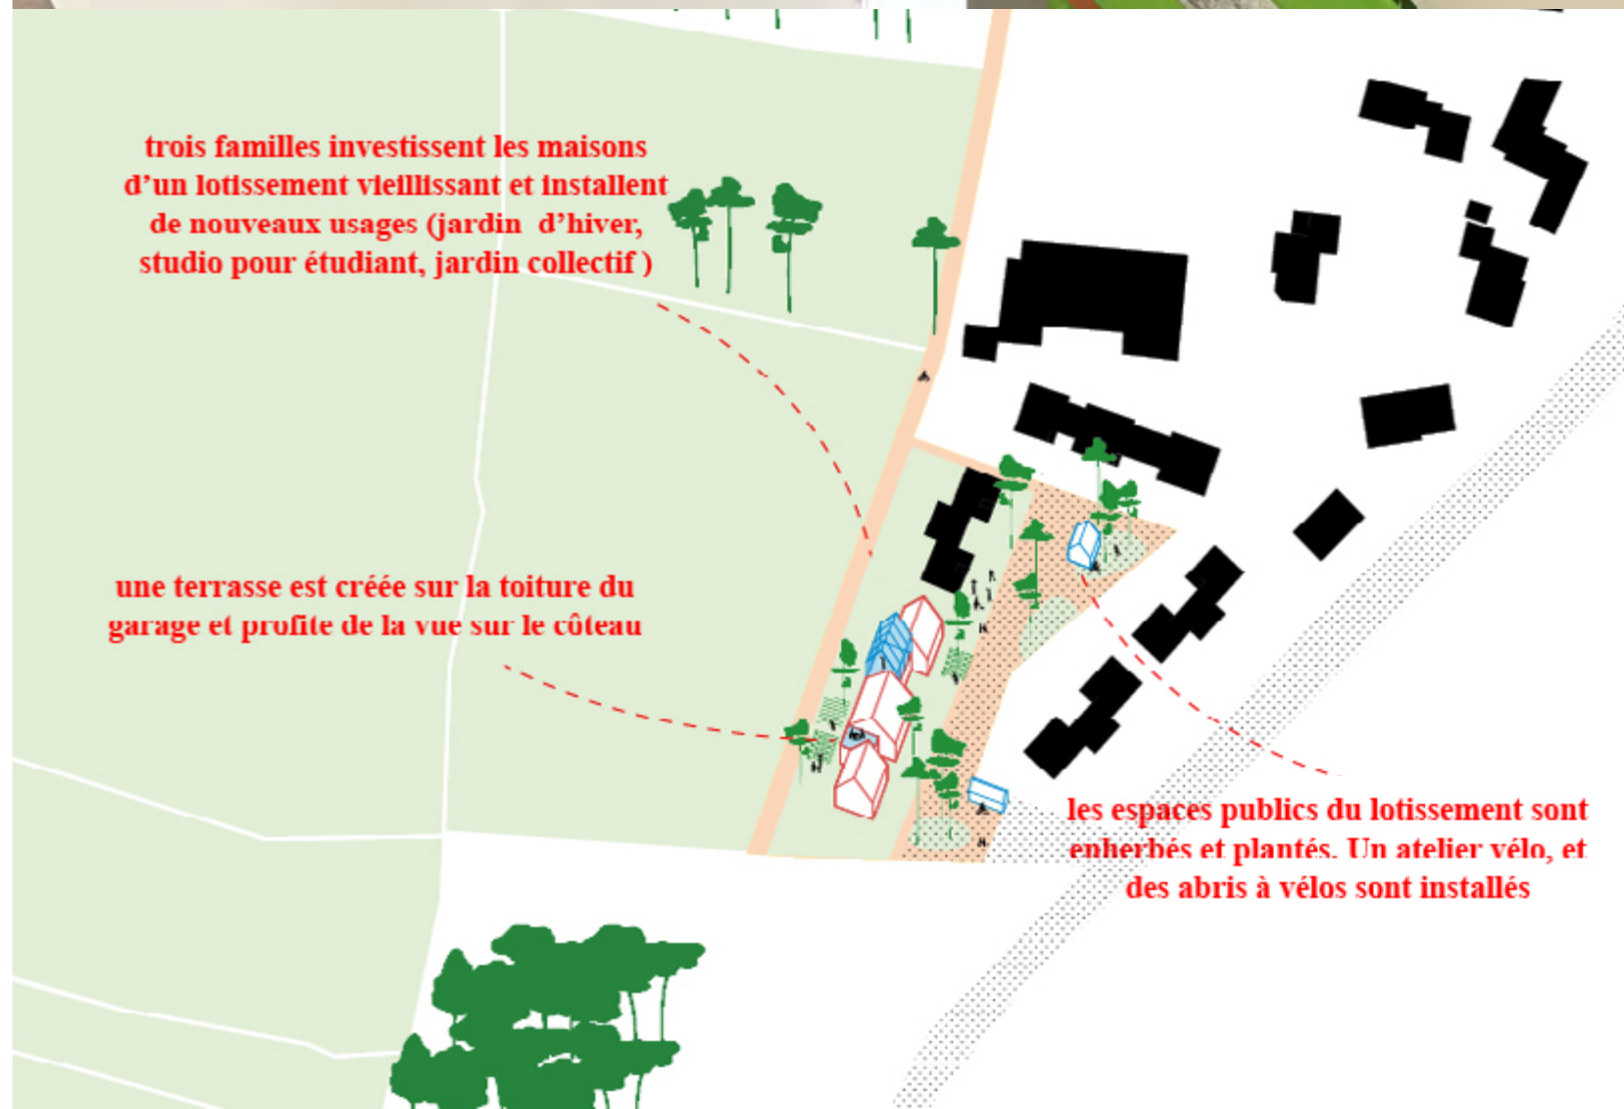 trois familles investissent les maisons
d’un lotissement vieillissant et installent
de nouveaux usages (jardin d’hiver,
studio pour étudiant, jardin collectif )
une terrasse est créée sur la toiture du
garage et profite de la vue sur le côteau
les espaces publics du lotissement sont
enherbés et plantés. Un atelier vélo, et
des abris à vélos sont installés